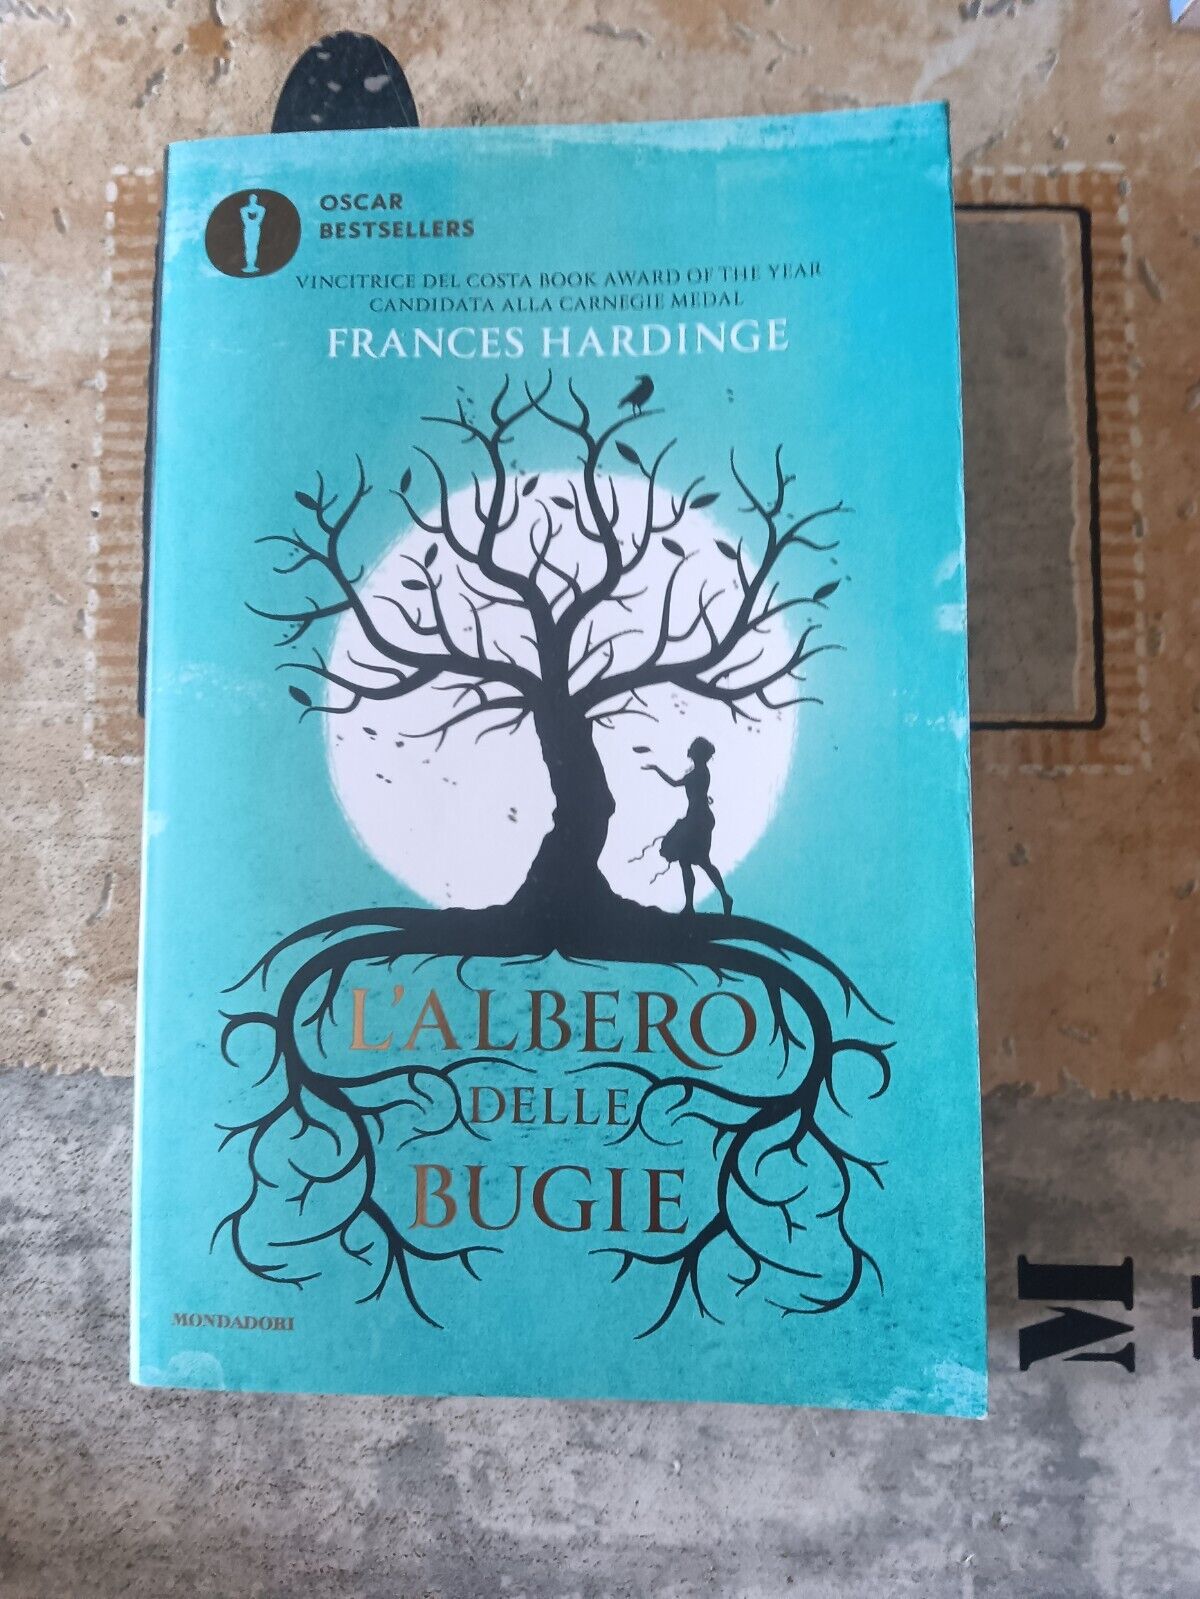 OSCAR
BESTSELLERS
VINCITRICE DEL COSTA BOOK AWARD OF THE YEAR
CANDIDATA ALLA CARNEGIE MEDAL
FRANCES HARDINGE
L'ALBERO
DELLE
BUGIE
MONDADORI
M